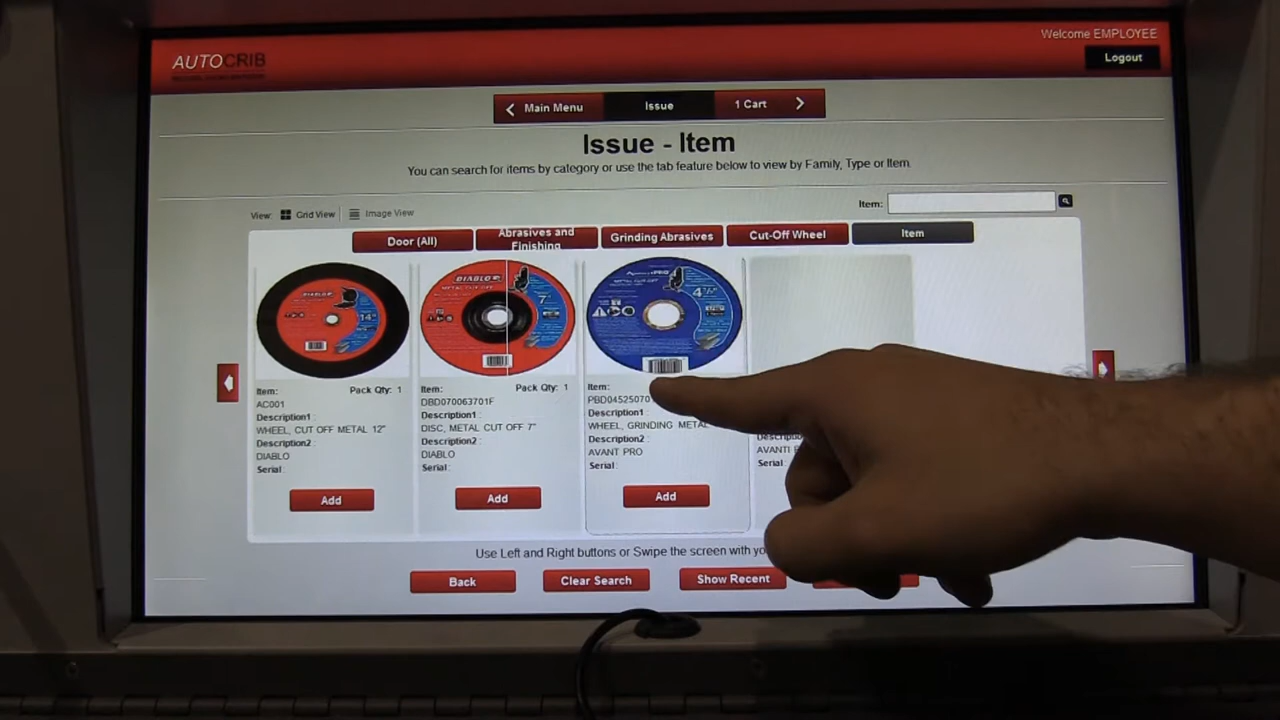 Welcome EMPLOYEE
AUTOCRIB
Logout
Main Menu
Issue
1 Cart
Issue - Item
You can search for items by category or use the tab feature below to view by Family, Type or Item.
View: Grid View Image View
Item:
Door (All)
Abrasives and Finishing
Grinding Abrasives
Cut-Off Wheel
Item
DIABLO
14"
DIABLO
METAL CUT OFF
7"
METAL CUT OFF
4½"
Item: Pack Qty: 1
AC001
Description1 :
WHEEL, CUT OFF METAL 12"
Description2 :
DIABLO
Serial :
Add
Item: Pack Qty: 1
DBD070063701F
Description1 :
DISC, METAL CUT OFF 7"
Description2 :
DIABLO
Serial :
Add
Item:
PBD04525070
Description1 :
WHEEL, GRINDING METAL
Description2 :
AVANT PRO
Serial :
Add
AVANTI
Serial
Use Left and Right buttons or Swipe the screen with
Back
Clear Search
Show Recent